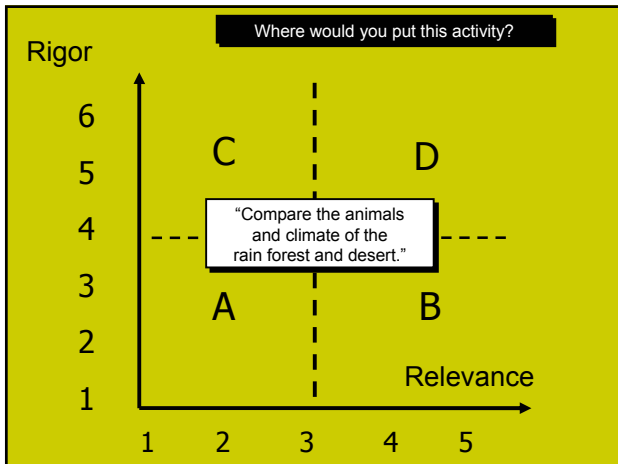 Where would you put this activity?
Rigor
6
5
4
3
2
1
C
D
“Compare the animals
and climate of the
rain forest and desert.”
A
B
Relevance
1 2 3 4 5